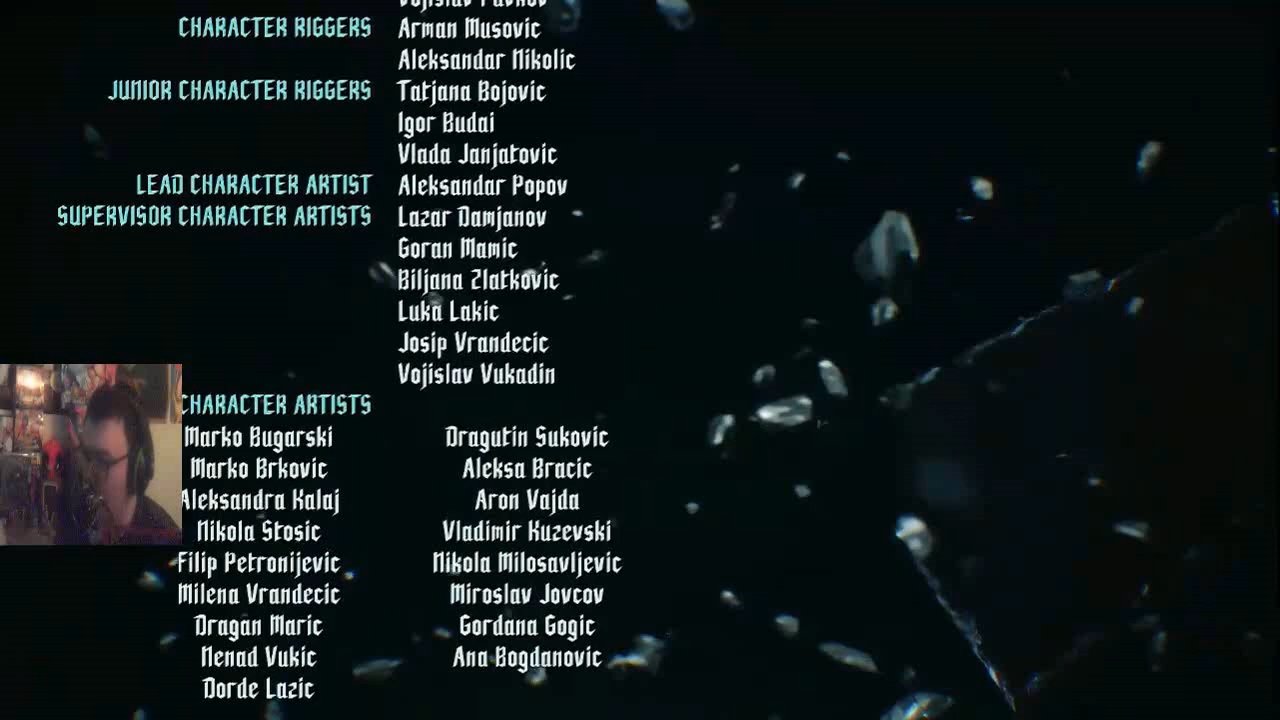 Vojislav Pavkov
CHARACTER RIGGERS Arman Musovic
Aleksandar Nikolic
JUNIOR CHARACTER RIGGERS Tatjana Bojovic
Igor Budai
Vlada Janjatovic
LEAD CHARACTER ARTIST Aleksandar Popov
SUPERVISOR CHARACTER ARTISTS Lazar Damjanov
Goran Mamic
Biljana Zlatkovic
Luka Lakic
Josip Vrandecic
Vojislav Vukadin
CHARACTER ARTISTS
Marko Bugarski Dragutin Sukovic
Marko Brkovic Aleksa Bracic
Aleksandra Kalaj Aron Vajda
Nikola Stosic Vladimir Kuzevski
Filip Petronijevic Nikola Milosavljevic
Milena Vrandecic Miroslav Jovcov
Dragan Maric Gordana Gogic
Nenad Vukic Ana Bogdanovic
Dorde Lazic